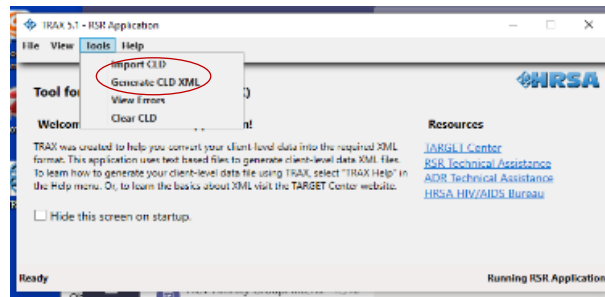 TRAX 5.1 - RSR Application
File View Tools Help
Import CLD
Generate CLD XML
View Errors
Clear CLD
HRSA
Tool fo
Welcom
Resources
TRAX was created to help you convert your client-level data into the required XML
format. This application uses text based files to generate client-level data XML files.
To learn how to generate your client-level data file using TRAX, select "TRAX Help" in
the Help menu. Or, to learn the basics about XML visit the TARGET Center website.
TARGET Center
RSR Technical Assistance
ADR Technical Assistance
HRSA HIV/AIDS Bureau
Hide this screen on startup.
Ready
Running RSR Application